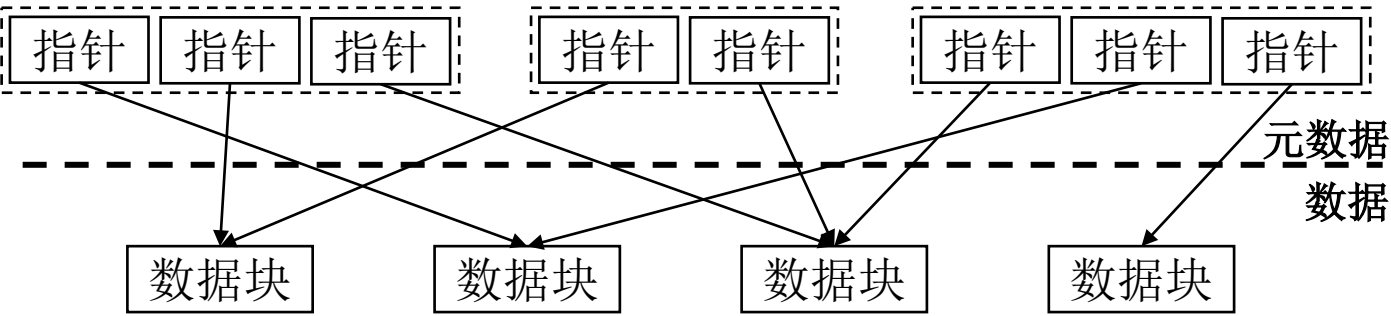 指针 指针 指针 指针 指针 指针 指针 指针
元数据
数据
数据块 数据块 数据块 数据块